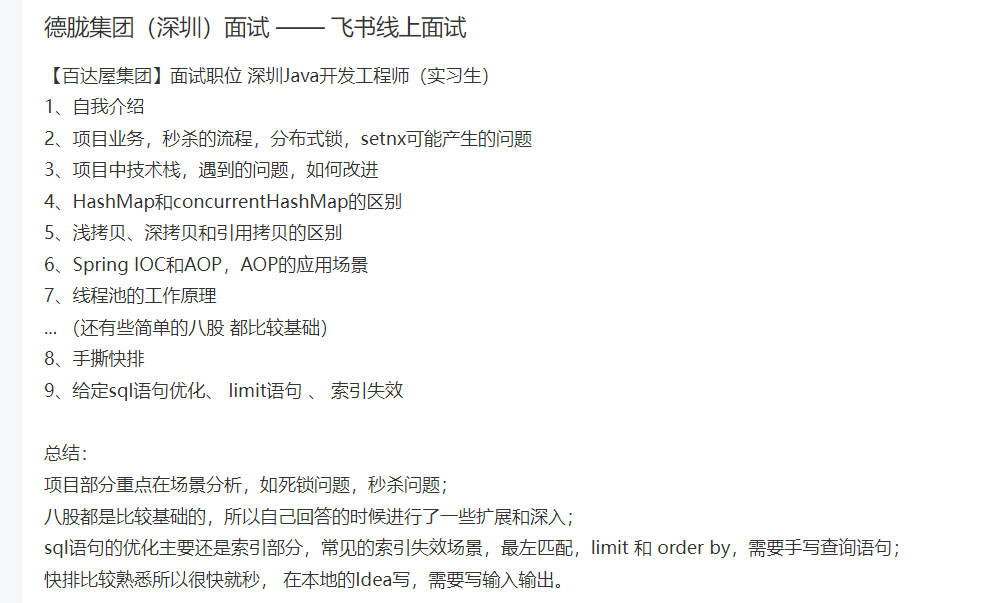 德胧集团（深圳）面试 —— 飞书线上面试
【百达屋集团】面试职位 深圳Java开发工程师（实习生）
1、自我介绍
2、项目业务，秒杀的流程，分布式锁，setnx可能产生的问题
3、项目中技术栈，遇到的问题，如何改进
4、HashMap和concurrentHashMap的区别
5、浅拷贝、深拷贝和引用拷贝的区别
6、Spring IOC和AOP，AOP的应用场景
7、线程池的工作原理
... （还有些简单的八股 都比较基础）
8、手撕快排
9、给定sql语句优化、 limit语句 、 索引失效
总结：
项目部分重点在场景分析，如死锁问题，秒杀问题；
八股都是比较基础的，所以自己回答的时候进行了一些扩展和深入；
sql语句的优化主要还是索引部分，常见的索引失效场景，最左匹配，limit 和 order by，需要手写查询语句；
快排比较熟悉所以很快就秒， 在本地的Idea写，需要写输入输出。